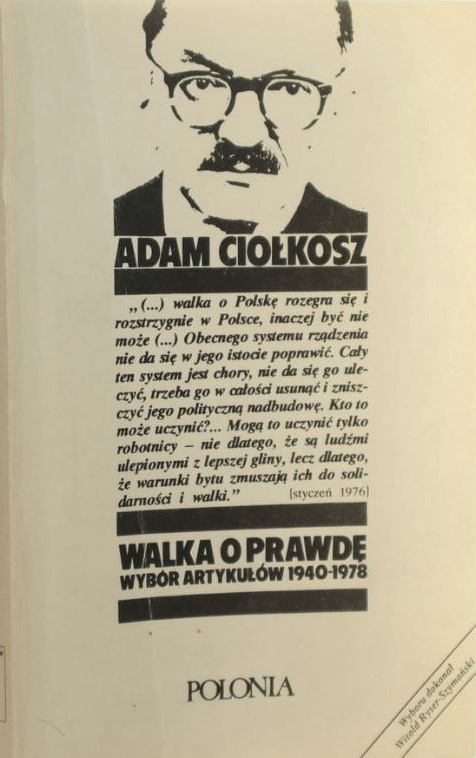 ADAM CIOŁKOSZ
„(...) walka o Polskę rozegra się i
rozstrzygnie w Polsce, inaczej być nie
może (...) Obecnego systemu rządzenia
nie da się w jego istocie poprawić. Cały
ten system jest chory, nie da się go ule-
czyć, trzeba go w całości usunąć i znisz-
czyć jego polityczną nadbudowę. Kto to
może uczynić?... Mogą to uczynić tylko
robotnicy – nie dlatego, że są ludźmi
ulepionymi z lepszej gliny, lecz dlatego,
że warunki bytu zmuszają ich do soli-
darności i walki.” [styczeń 1976]
WALKA O PRAWDĘ
WYBÓR ARTYKUŁÓW 1940-1978
POLONIA
Wyboru dokonał
Witold Ryser-Szymański